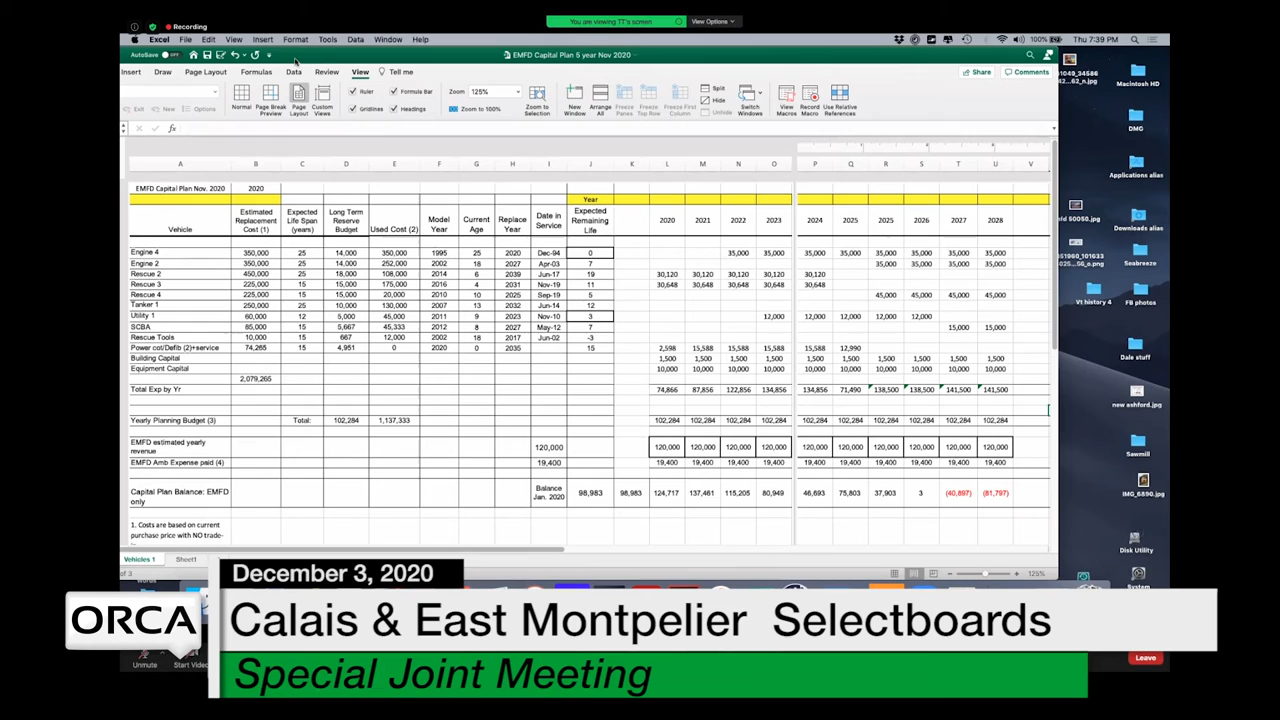 Recording
You are viewing TT's screen View Options
Excel File Edit View Insert Format Tools Data Window Help 100% Thu 7:39 PM
AutoSave OFF EMFD Capital Plan 5 year Nov 2020
Insert Draw Page Layout Formulas Data Review View Tell me Share Comments
Normal Page Break Preview Page Layout Custom Views Ruler Formula Bar Gridlines Headings Zoom 125% Zoom to 100% Zoom to Selection New Window Arrange All Freeze Panes Freeze Top Row Freeze First Column Split Hide Unhide Switch Windows View Macros Record Macro Use Relative References
Exit New Options
fx
A B C D E F G H I J K L M N O P Q R S T U V
EMFD Capital Plan Nov. 2020 2020
Year
Vehicle Estimated Replacement Cost (1) Expected Life Span (years) Long Term Reserve Budget Used Cost (2) Model Year Current Age Replace Year Date in Service Expected Remaining Life 2020 2021 2022 2023 2024 2025 2025 2026 2027 2028
Engine 4 350,000 25 14,000 350,000 1995 25 2020 Dec-94 0 35,000 35,000 35,000 35,000 35,000 35,000 35,000 35,000
Engine 2 350,000 25 14,000 252,000 2002 18 2027 Apr-03 7 35,000 35,000 35,000 35,000
Rescue 2 450,000 25 18,000 108,000 2014 6 2039 Jun-17 19 30,120 30,120 30,120 30,120 30,120
Rescue 3 225,000 15 15,000 175,000 2016 4 2031 Nov-19 11 30,648 30,648 30,648 30,648 30,648
Rescue 4 225,000 15 15,000 20,000 2010 10 2025 Sep-19 5 45,000 45,000 45,000 45,000
Tanker 1 250,000 25 10,000 130,000 2007 13 2032 Jun-14 12
Utility 1 60,000 12 5,000 45,000 2011 9 2023 Nov-10 3 12,000 12,000 12,000 12,000 12,000
SCBA 85,000 15 5,667 45,333 2012 8 2027 May-12 7 15,000 15,000
Rescue Tools 10,000 15 667 12,000 2002 18 2017 Jun-02 -3
Power cot/Defib (2)+service 74,265 15 4,951 0 2020 0 2035 15 2,598 15,588 15,588 15,588 15,588 12,990
Building Capital 1,500 1,500 1,500 1,500 1,500 1,500 1,500 1,500 1,500 1,500
Equipment Capital 10,000 10,000 10,000 10,000 10,000 10,000 10,000 10,000 10,000 10,000
2,079,265
Total Exp by Yr 74,866 87,856 122,856 134,856 134,856 71,490 138,500 138,500 141,500 141,500
Yearly Planning Budget (3) Total: 102,284 1,137,333 102,284 102,284 102,284 102,284 102,284 102,284 102,284 102,284 102,284 102,284
EMFD estimated yearly revenue 120,000 120,000 120,000 120,000 120,000 120,000 120,000 120,000 120,000 120,000 120,000
EMFD Amb Expense paid (4) 19,400 19,400 19,400 19,400 19,400 19,400 19,400 19,400 19,400 19,400 19,400
Capital Plan Balance: EMFD only Balance Jan. 2020 98,983 98,983 124,717 137,461 115,205 80,949 46,693 75,803 37,903 3 (40,897) (81,797)
1. Costs are based on current
purchase price with NO trade-
Vehicles 1 Sheet1
of 3 125%
Macintosh HD
DMG
Applications alias
Downloads alias
Seabreeze
Vt history 4 FB photos
Dale stuff
new ashford.jpg
Sawmill
IMG_6890.jpg
Disk Utility
System
December 3, 2020
ORCA
Calais & East Montpelier Selectboards
Special Joint Meeting
Unmute Start Video Leave